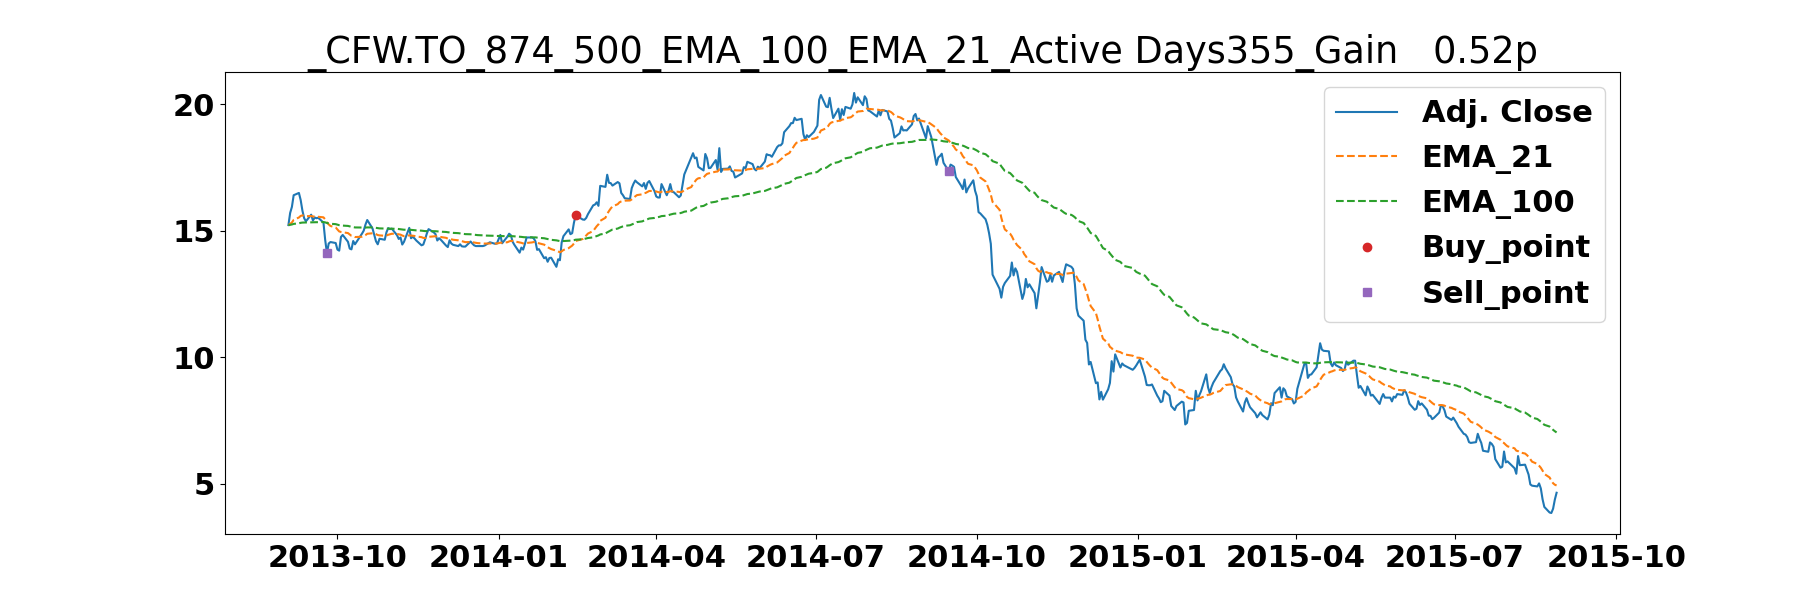 _CFW.TO_874_500_EMA_100_EMA_21_Active Days355_Gain   0.52p
20
15
10
5
Adj. Close
EMA_21
EMA_100
Buy_point
Sell_point
2013-10 2014-01 2014-04 2014-07 2014-10 2015-01 2015-04 2015-07 2015-10